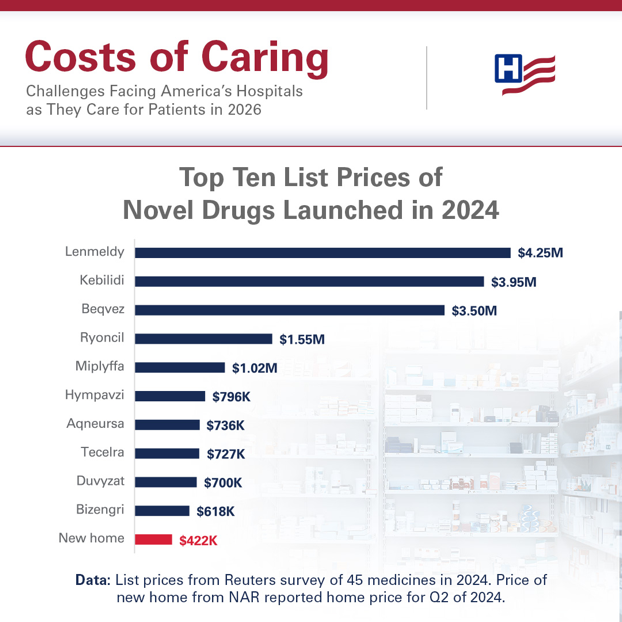 Costs of Caring
Challenges Facing America's Hospitals
as They Care for Patients in 2026
H
Top Ten List Prices of
Novel Drugs Launched in 2024
Lenmeldy $4.25M
Kebilidi $3.95M
Beqvez $3.50M
Ryoncil $1.55M
Miplyffa $1.02M
Hympavzi $796K
Aqneursa $736K
Tecelra $727K
Duvyzat $700K
Bizengri $618K
New home $422K
Data: List prices from Reuters survey of 45 medicines in 2024. Price of
new home from NAR reported home price for Q2 of 2024.